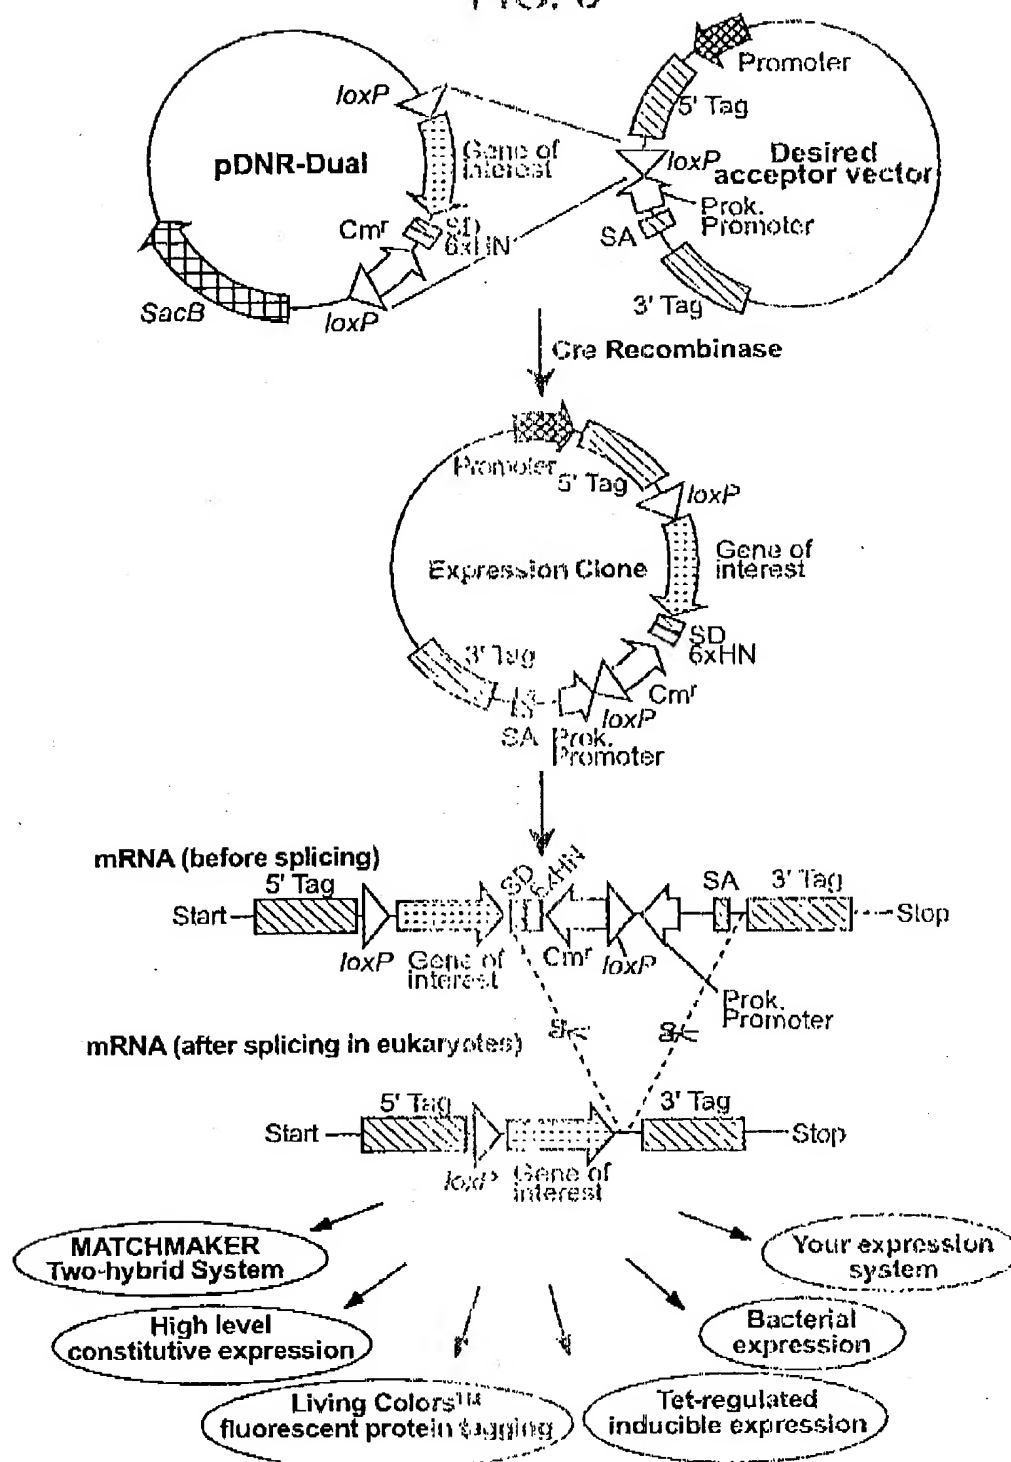 loxP
pDNR-Dual
Gene of
interest
Cmʳ
SD
6xHN
SacB
loxP
Promoter
5' Tag
loxP
Desired
acceptor vector
Prok.
Promoter
SA
3' Tag
Cre Recombinase
Promoter
5' Tag
loxP
Expression Clone
Gene of
interest
SD
6xHN
3' Tag
Cmʳ
loxP
SA
Prok.
Promoter
mRNA (before splicing)
5' Tag
SD
6xHN
SA
3' Tag
Start
Stop
loxP
Gene of
interest
Cmʳ
loxP
Prok.
Promoter
mRNA (after splicing in eukaryotes)
5' Tag
3' Tag
Start
Stop
loxP
Gene of
interest
MATCHMAKER
Two-hybrid System
Your expression
system
High level
constitutive expression
Bacterial
expression
Living Colors™
fluorescent protein tagging
Tet-regulated
inducible expression